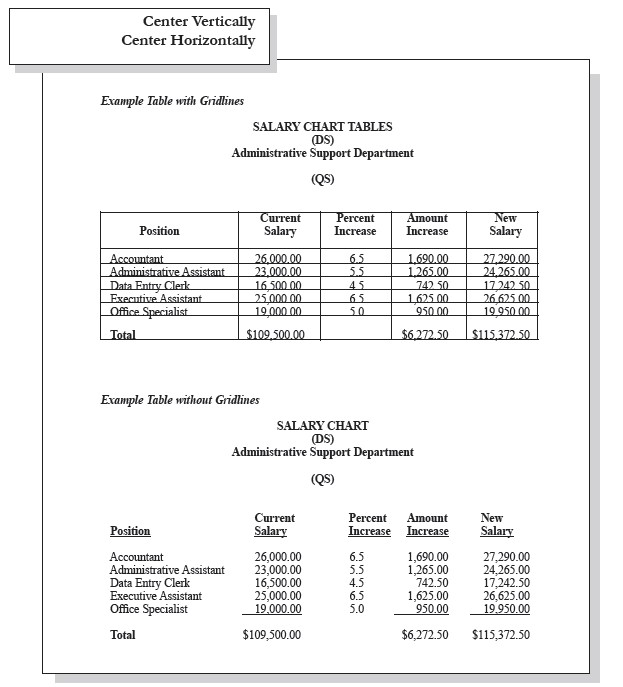 Center Vertically
Center Horizontally
Example Table with Gridlines
SALARY CHART TABLES
(DS)
Administrative Support Department
(QS)
Position Current Salary Percent Increase Amount Increase New Salary
Accountant 26,000.00 6.5 1,690.00 27,290.00
Administrative Assistant 23,000.00 5.5 1,265.00 24,265.00
Data Entry Clerk 16,500.00 4.5 742.50 17,242.50
Executive Assistant 25,000.00 6.5 1,625.00 26,625.00
Office Specialist 19,000.00 5.0 950.00 19,950.00
Total $109,500.00 $6,272.50 $115,372.50
Example Table without Gridlines
SALARY CHART
(DS)
Administrative Support Department
(QS)
Position Current Salary Percent Increase Amount Increase New Salary
Accountant 26,000.00 6.5 1,690.00 27,290.00
Administrative Assistant 23,000.00 5.5 1,265.00 24,265.00
Data Entry Clerk 16,500.00 4.5 742.50 17,242.50
Executive Assistant 25,000.00 6.5 1,625.00 26,625.00
Office Specialist 19,000.00 5.0 950.00 19,950.00
Total $109,500.00 $6,272.50 $115,372.50